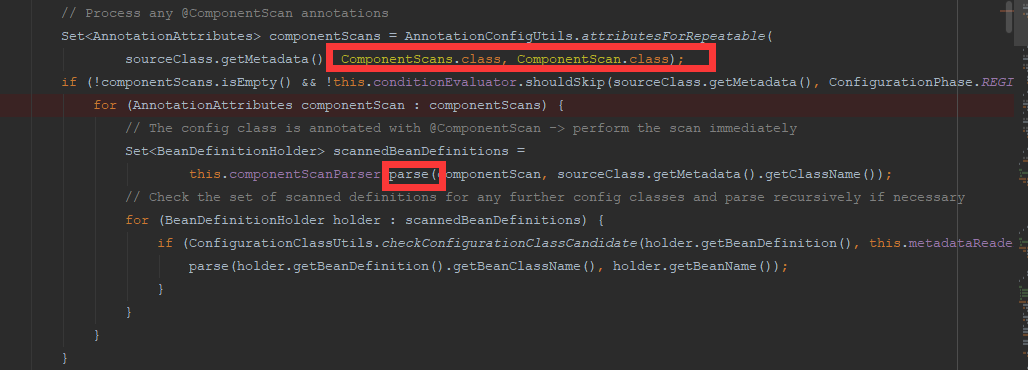 // Process any @ComponentScan annotations
Set<AnnotationAttributes> componentScans = AnnotationConfigUtils.attributesForRepeatable(
sourceClass.getMetadata() ComponentScans.class, ComponentScan.class);
if (!componentScans.isEmpty() && !this.conditionEvaluator.shouldSkip(sourceClass.getMetadata(), ConfigurationPhase.REGI
for (AnnotationAttributes componentScan : componentScans) {
// The config class is annotated with @ComponentScan -> perform the scan immediately
Set<BeanDefinitionHolder> scannedBeanDefinitions =
this.componentScanParser parse(componentScan, sourceClass.getMetadata().getClassName());
// Check the set of scanned definitions for any further config classes and parse recursively if necessary
for (BeanDefinitionHolder holder : scannedBeanDefinitions) {
if (ConfigurationClassUtils.checkConfigurationClassCandidate(holder.getBeanDefinition(), this.metadataReade
parse(holder.getBeanDefinition().getBeanClassName(), holder.getBeanName());
}
}
}
}